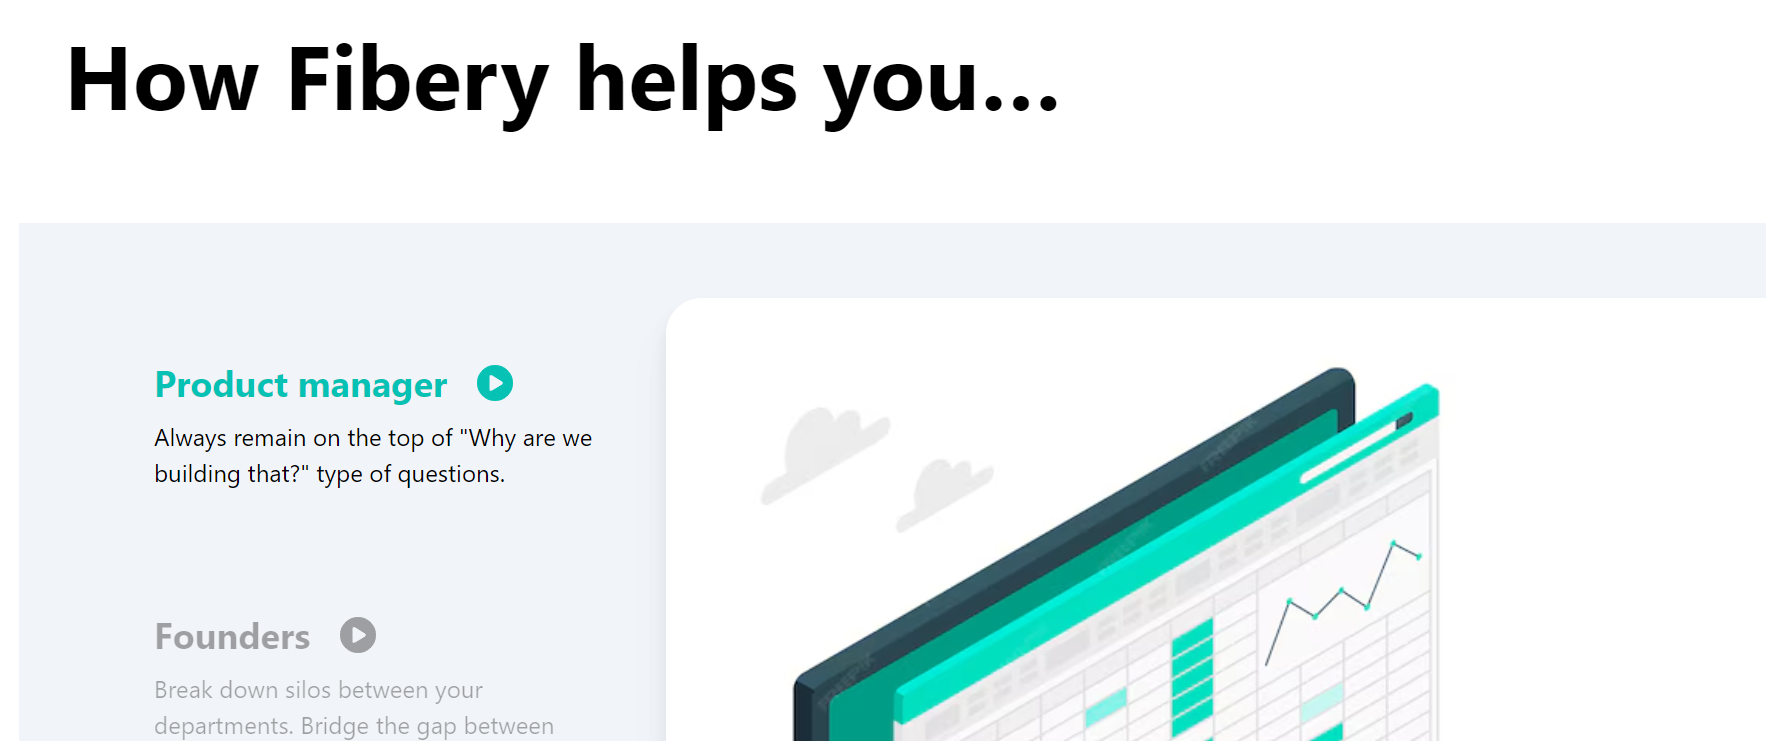 How Fibery helps you...
Product manager
Always remain on the top of "Why are we
building that?" type of questions.
Founders
Break down silos between your
departments. Bridge the gap between